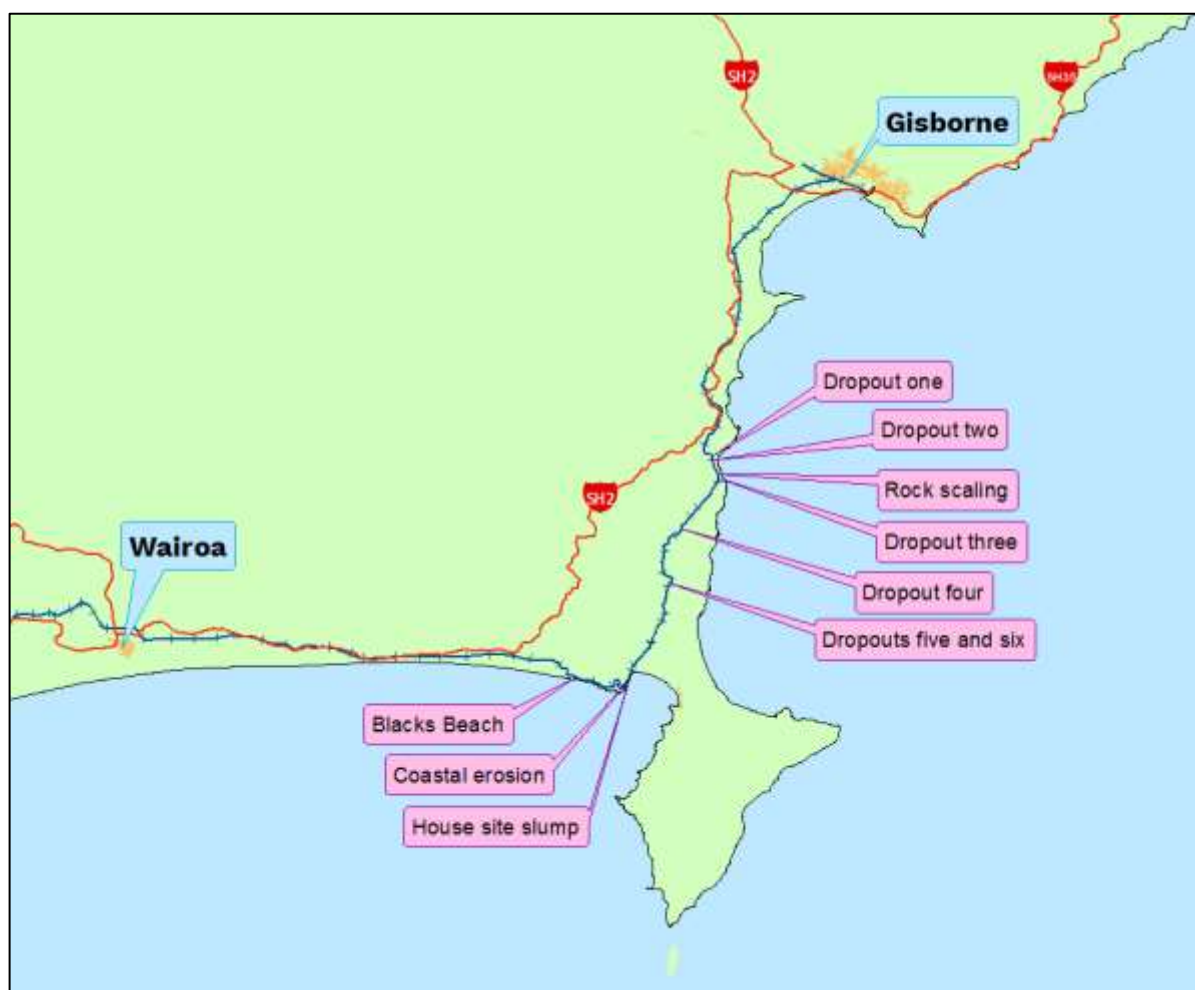 SH2
SH35
Gisborne
Dropout one
Dropout two
Rock scaling
Dropout three
Dropout four
Dropouts five and six
SH2
Wairoa
Blacks Beach
Coastal erosion
House site slump